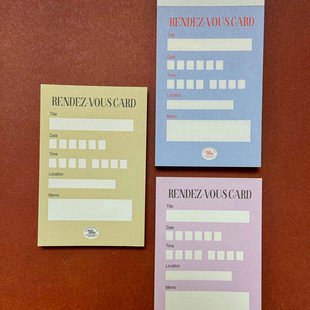 RENDEZ-VOUS CARD
Title
Date
Time
Location
Memo
RENDEZ-VOUS CARD
Title
Date
Time
Location
Memo
RENDEZ-VOUS CARD
Title
Date
Time
Location
Memo